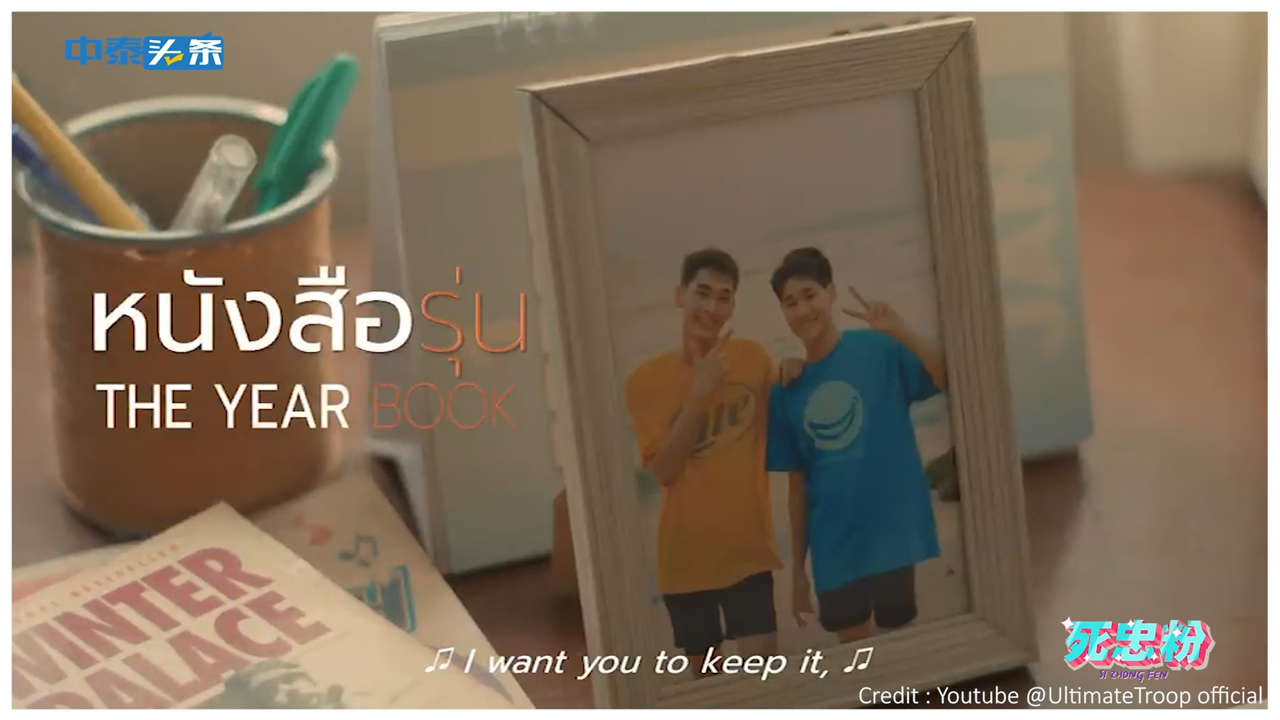 中泰头条
หนังสือรุ่น
THE YEAR BOOK
WINTER
PALACE
♫ I want you to keep it, ♫
死忠粉
SI ZHONG FEN
Credit : Youtube @UltimateTroop official